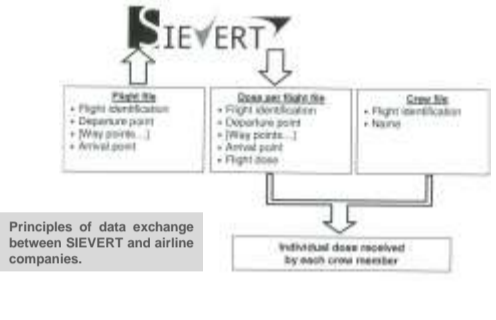 SIEVERT
Flight file
• Flight identification
• Departure point
• [Way points...]
• Arrival point
Dose per flight file
• Flight identification
• Departure point
• [Way points...]
• Arrival point
• Flight dose
Crew file
• Flight identification
• Name
Individual dose received
by each crew member
Principles of data exchange
between SIEVERT and airline
companies.